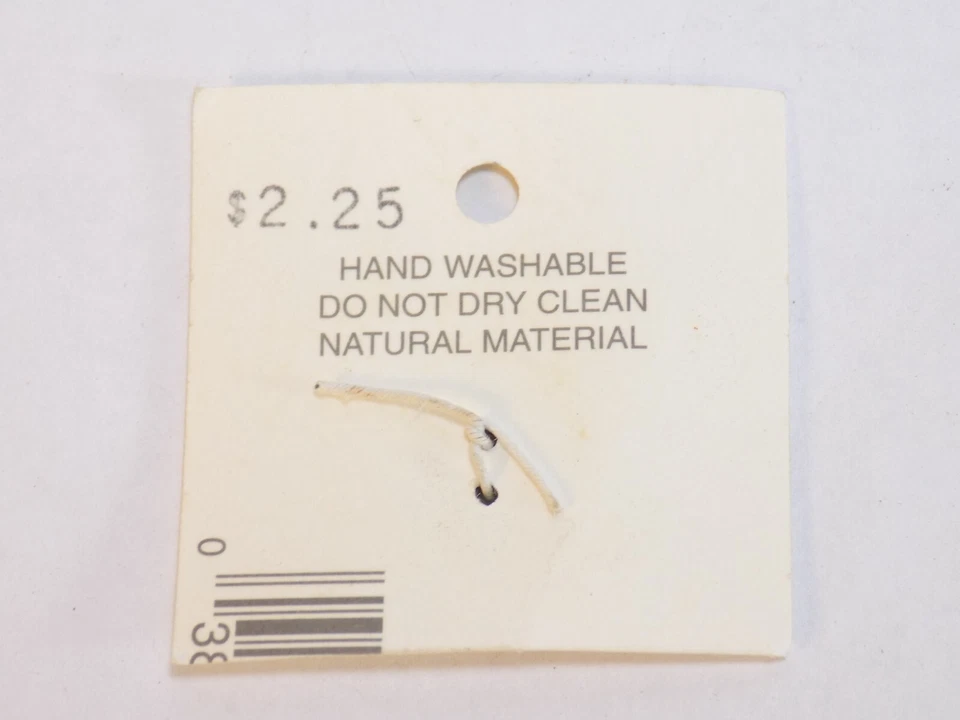 $2.25
HAND WASHABLE
DO NOT DRY CLEAN
NATURAL MATERIAL
0
38